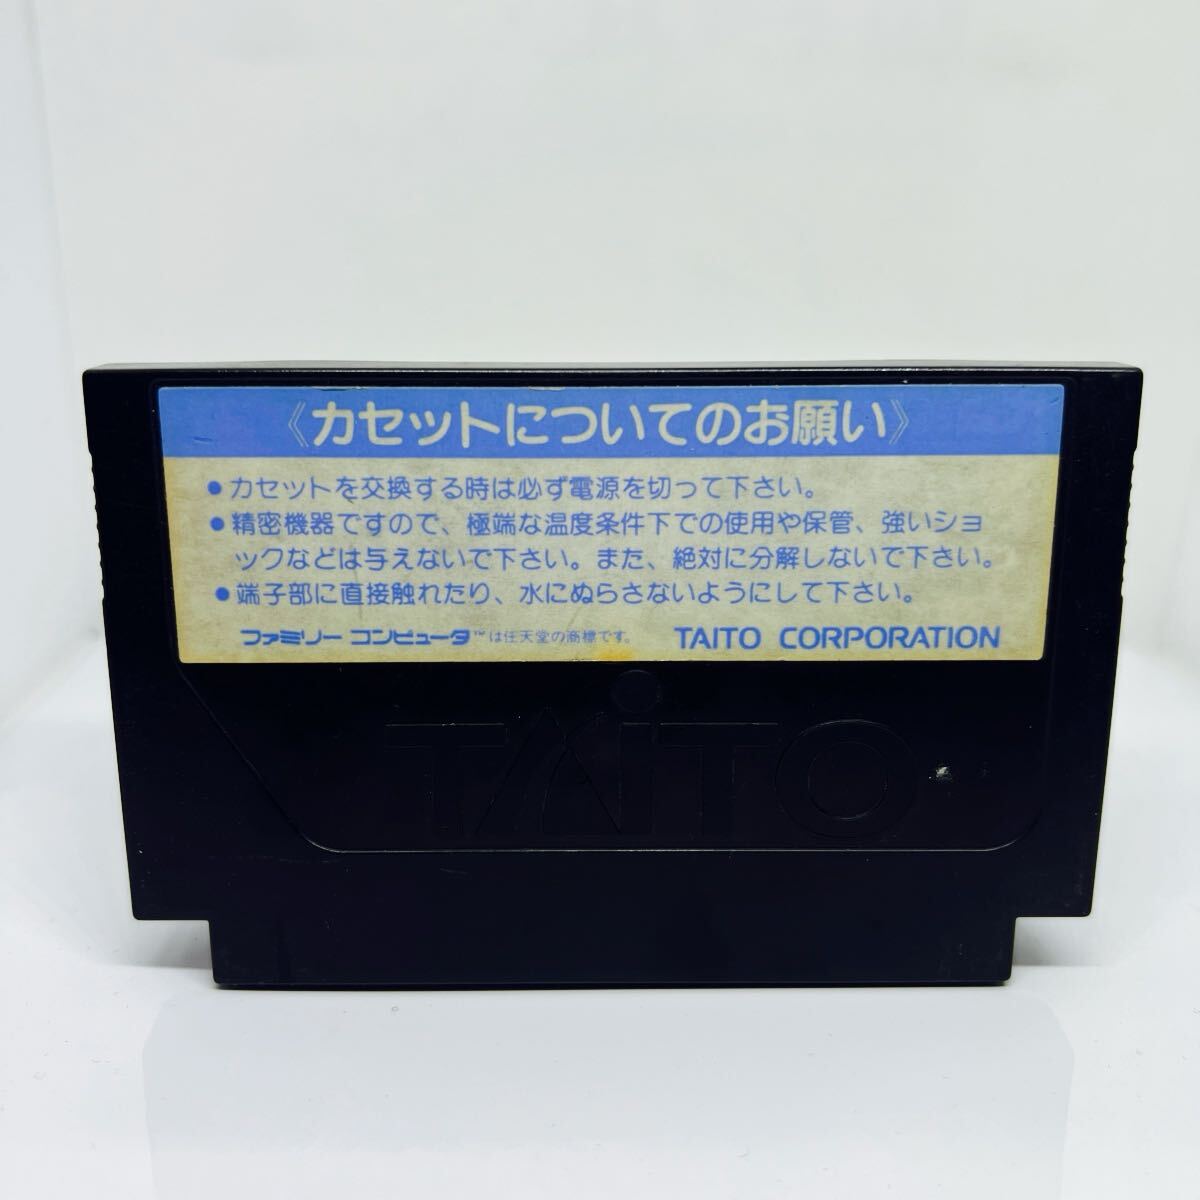 《カセットについてのお願い》
●カセットを交換する時は必ず電源を切って下さい。
●精密機器ですので、極端な温度条件下での使用や保管、強いショ
ックなどは与えないで下さい。また、絶対に分解しないで下さい。
●端子部に直接触れたり、水にぬらさないようにして下さい。
ファミリー コンピュータ™は任天堂の商標です。 TAITO CORPORATION
TAiTO